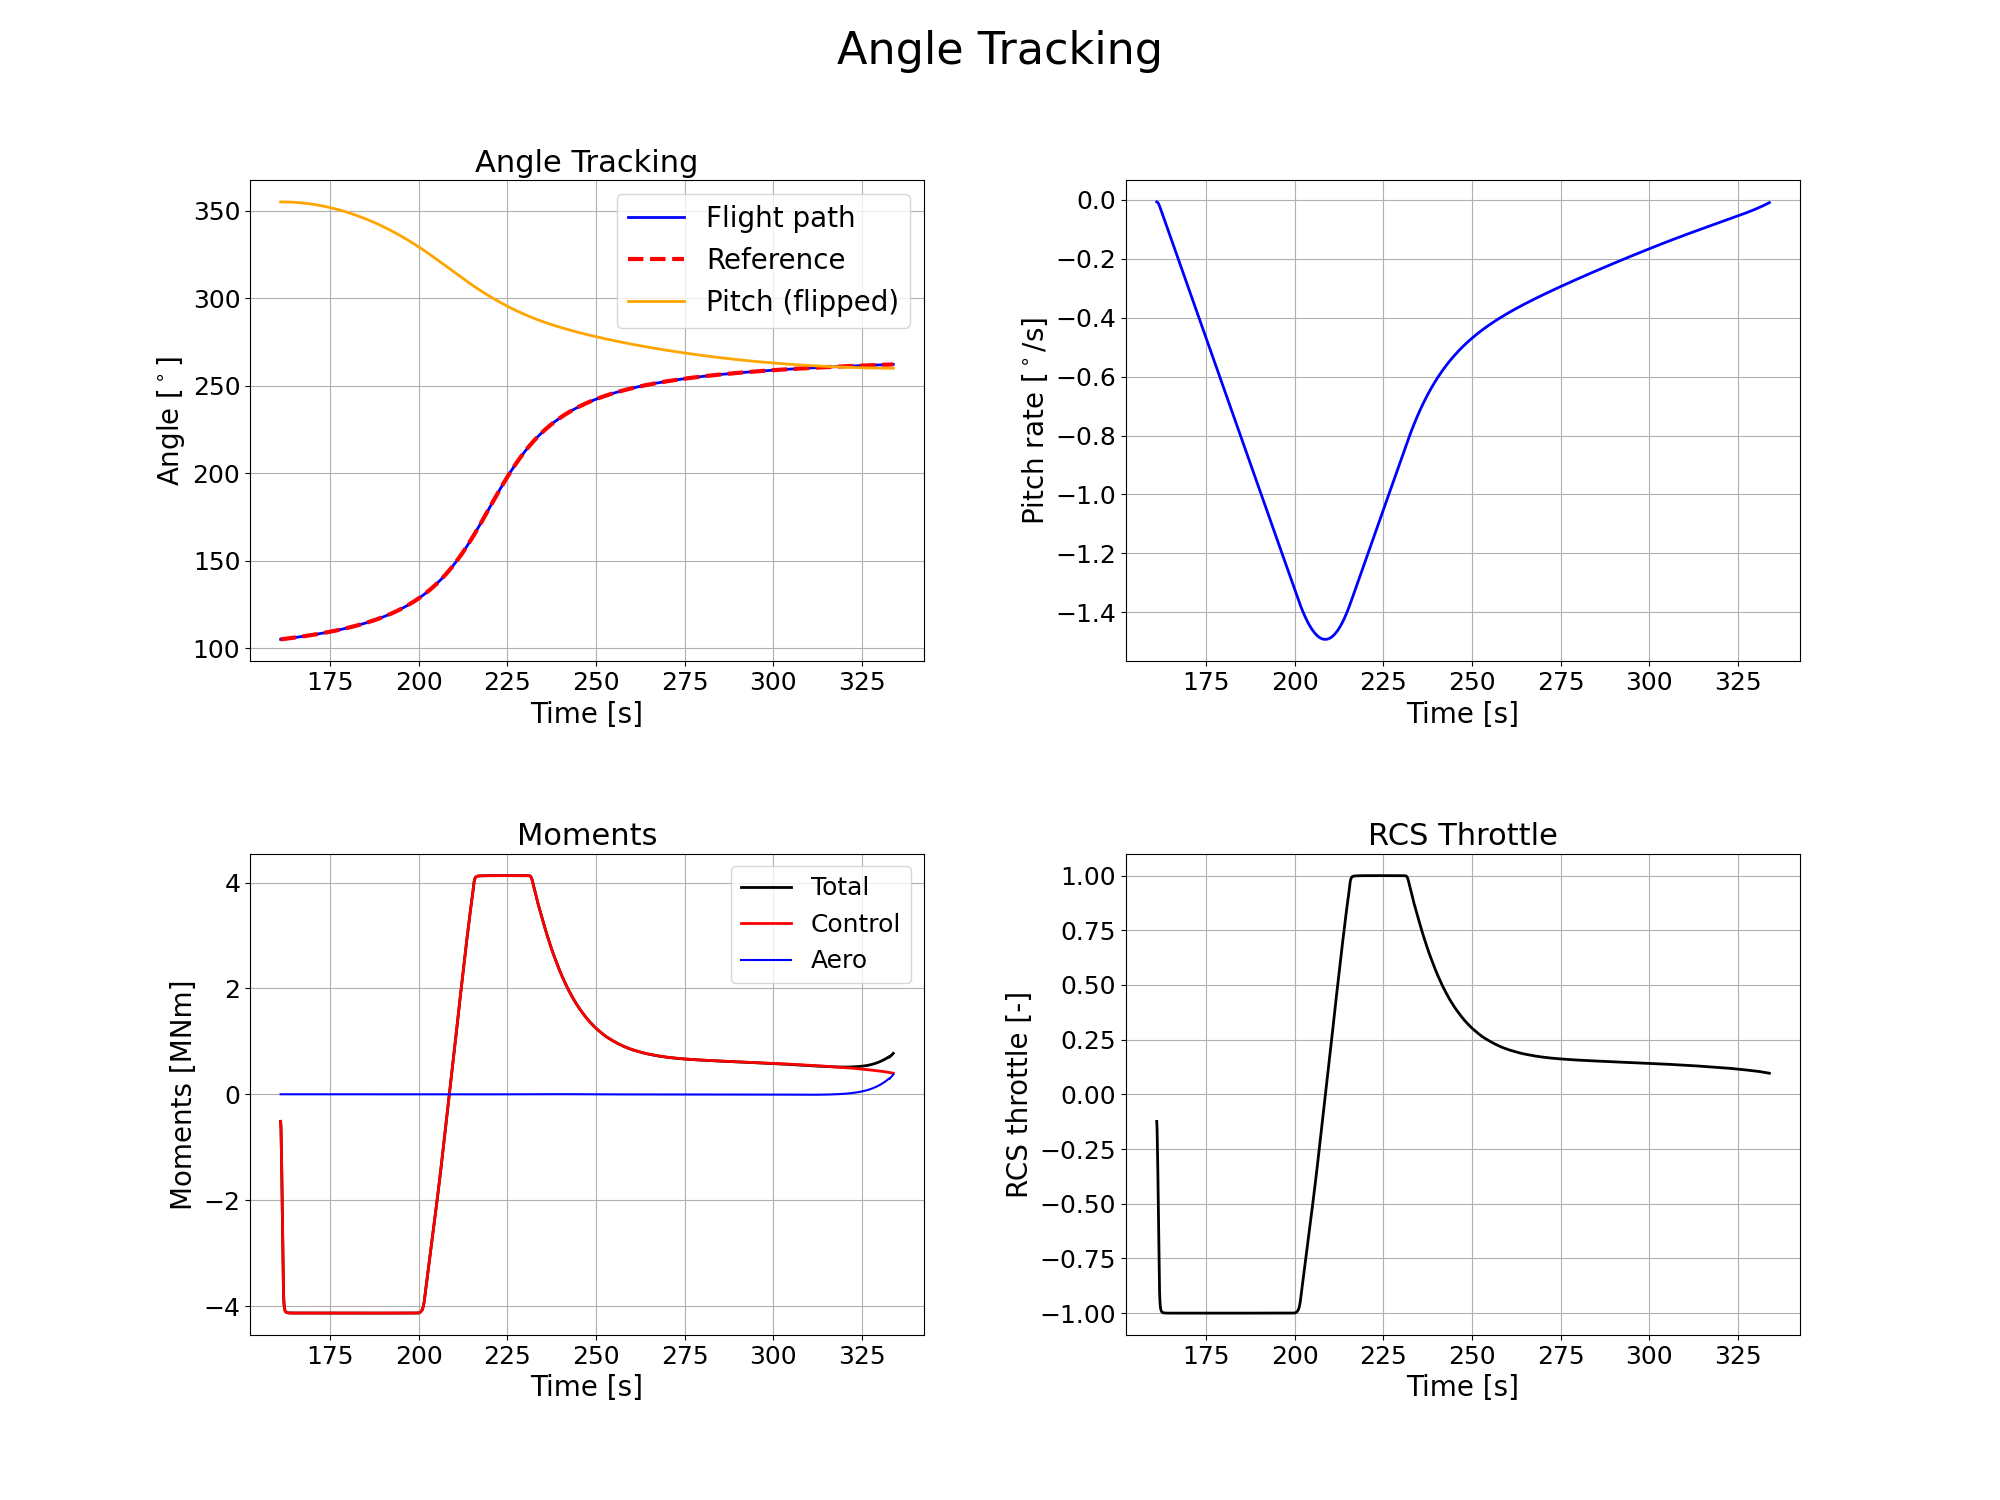 Angle Tracking
Angle Tracking
350
300
250
200
150
100
Angle [°]
Flight path
Reference
Pitch (flipped)
175 200 225 250 275 300 325
Time [s]
0.0
−0.2
−0.4
−0.6
−0.8
−1.0
−1.2
−1.4
Pitch rate [°/s]
175 200 225 250 275 300 325
Time [s]
Moments
4
2
0
−2
−4
Moments [MNm]
Total
Control
Aero
175 200 225 250 275 300 325
Time [s]
RCS Throttle
1.00
0.75
0.50
0.25
0.00
−0.25
−0.50
−0.75
−1.00
RCS throttle [-]
175 200 225 250 275 300 325
Time [s]